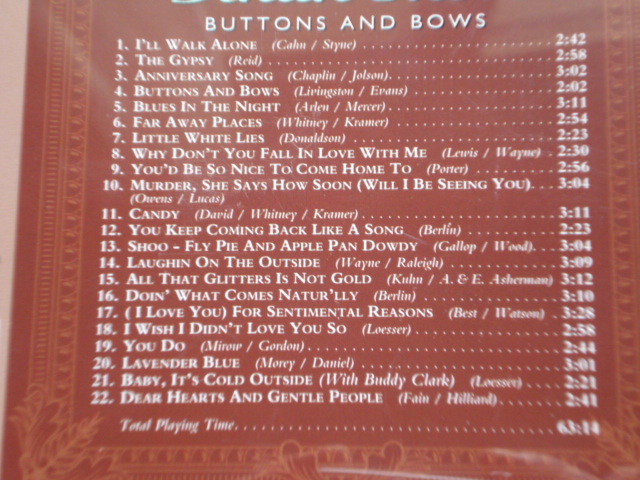 BUTTONS AND BOWS
1. I'LL WALK ALONE (Cahn / Styne) 2:42
2. THE GYPSY (Reid) 2:58
3. ANNIVERSARY SONG (Chaplin / Jolson) 3:02
4. BUTTONS AND BOWS (Livingston / Evans) 2:02
5. BLUES IN THE NIGHT (Arlen / Mercer) 3:11
6. FAR AWAY PLACES (Whitney / Kramer) 2:54
7. LITTLE WHITE LIES (Donaldson) 2:23
8. WHY DON'T YOU FALL IN LOVE WITH ME (Lewis / Wayne) 2:30
9. YOU'D BE SO NICE TO COME HOME TO (Porter) 2:56
10. MURDER, SHE SAYS HOW SOON (WILL I BE SEEING YOU) 3:04
(Owens / Lucas)
11. CANDY (David / Whitney / Kramer) 3:11
12. YOU KEEP COMING BACK LIKE A SONG (Berlin) 2:23
13. SHOO - FLY PIE AND APPLE PAN DOWDY (Gallop / Wood) 3:04
14. LAUGHIN ON THE OUTSIDE (Wayne / Raleigh) 3:09
15. ALL THAT GLITTERS IS NOT GOLD (Kuhn / A. & E. Asherman) 3:12
16. DOIN' WHAT COMES NATUR'LLY (Berlin) 3:10
17. ( I LOVE YOU) FOR SENTIMENTAL REASONS (Best / Watson) 3:28
18. I WISH I DIDN'T LOVE YOU SO (Loesser) 2:58
19. YOU DO (Mirow / Gordon) 2:44
20. LAVENDER BLUE (Morey / Daniel) 3:01
21. BABY, IT'S COLD OUTSIDE (With Buddy Clark) (Loesser) 2:21
22. DEAR HEARTS AND GENTLE PEOPLE (Fain / Hilliard) 2:41
Total Playing Time 63:14